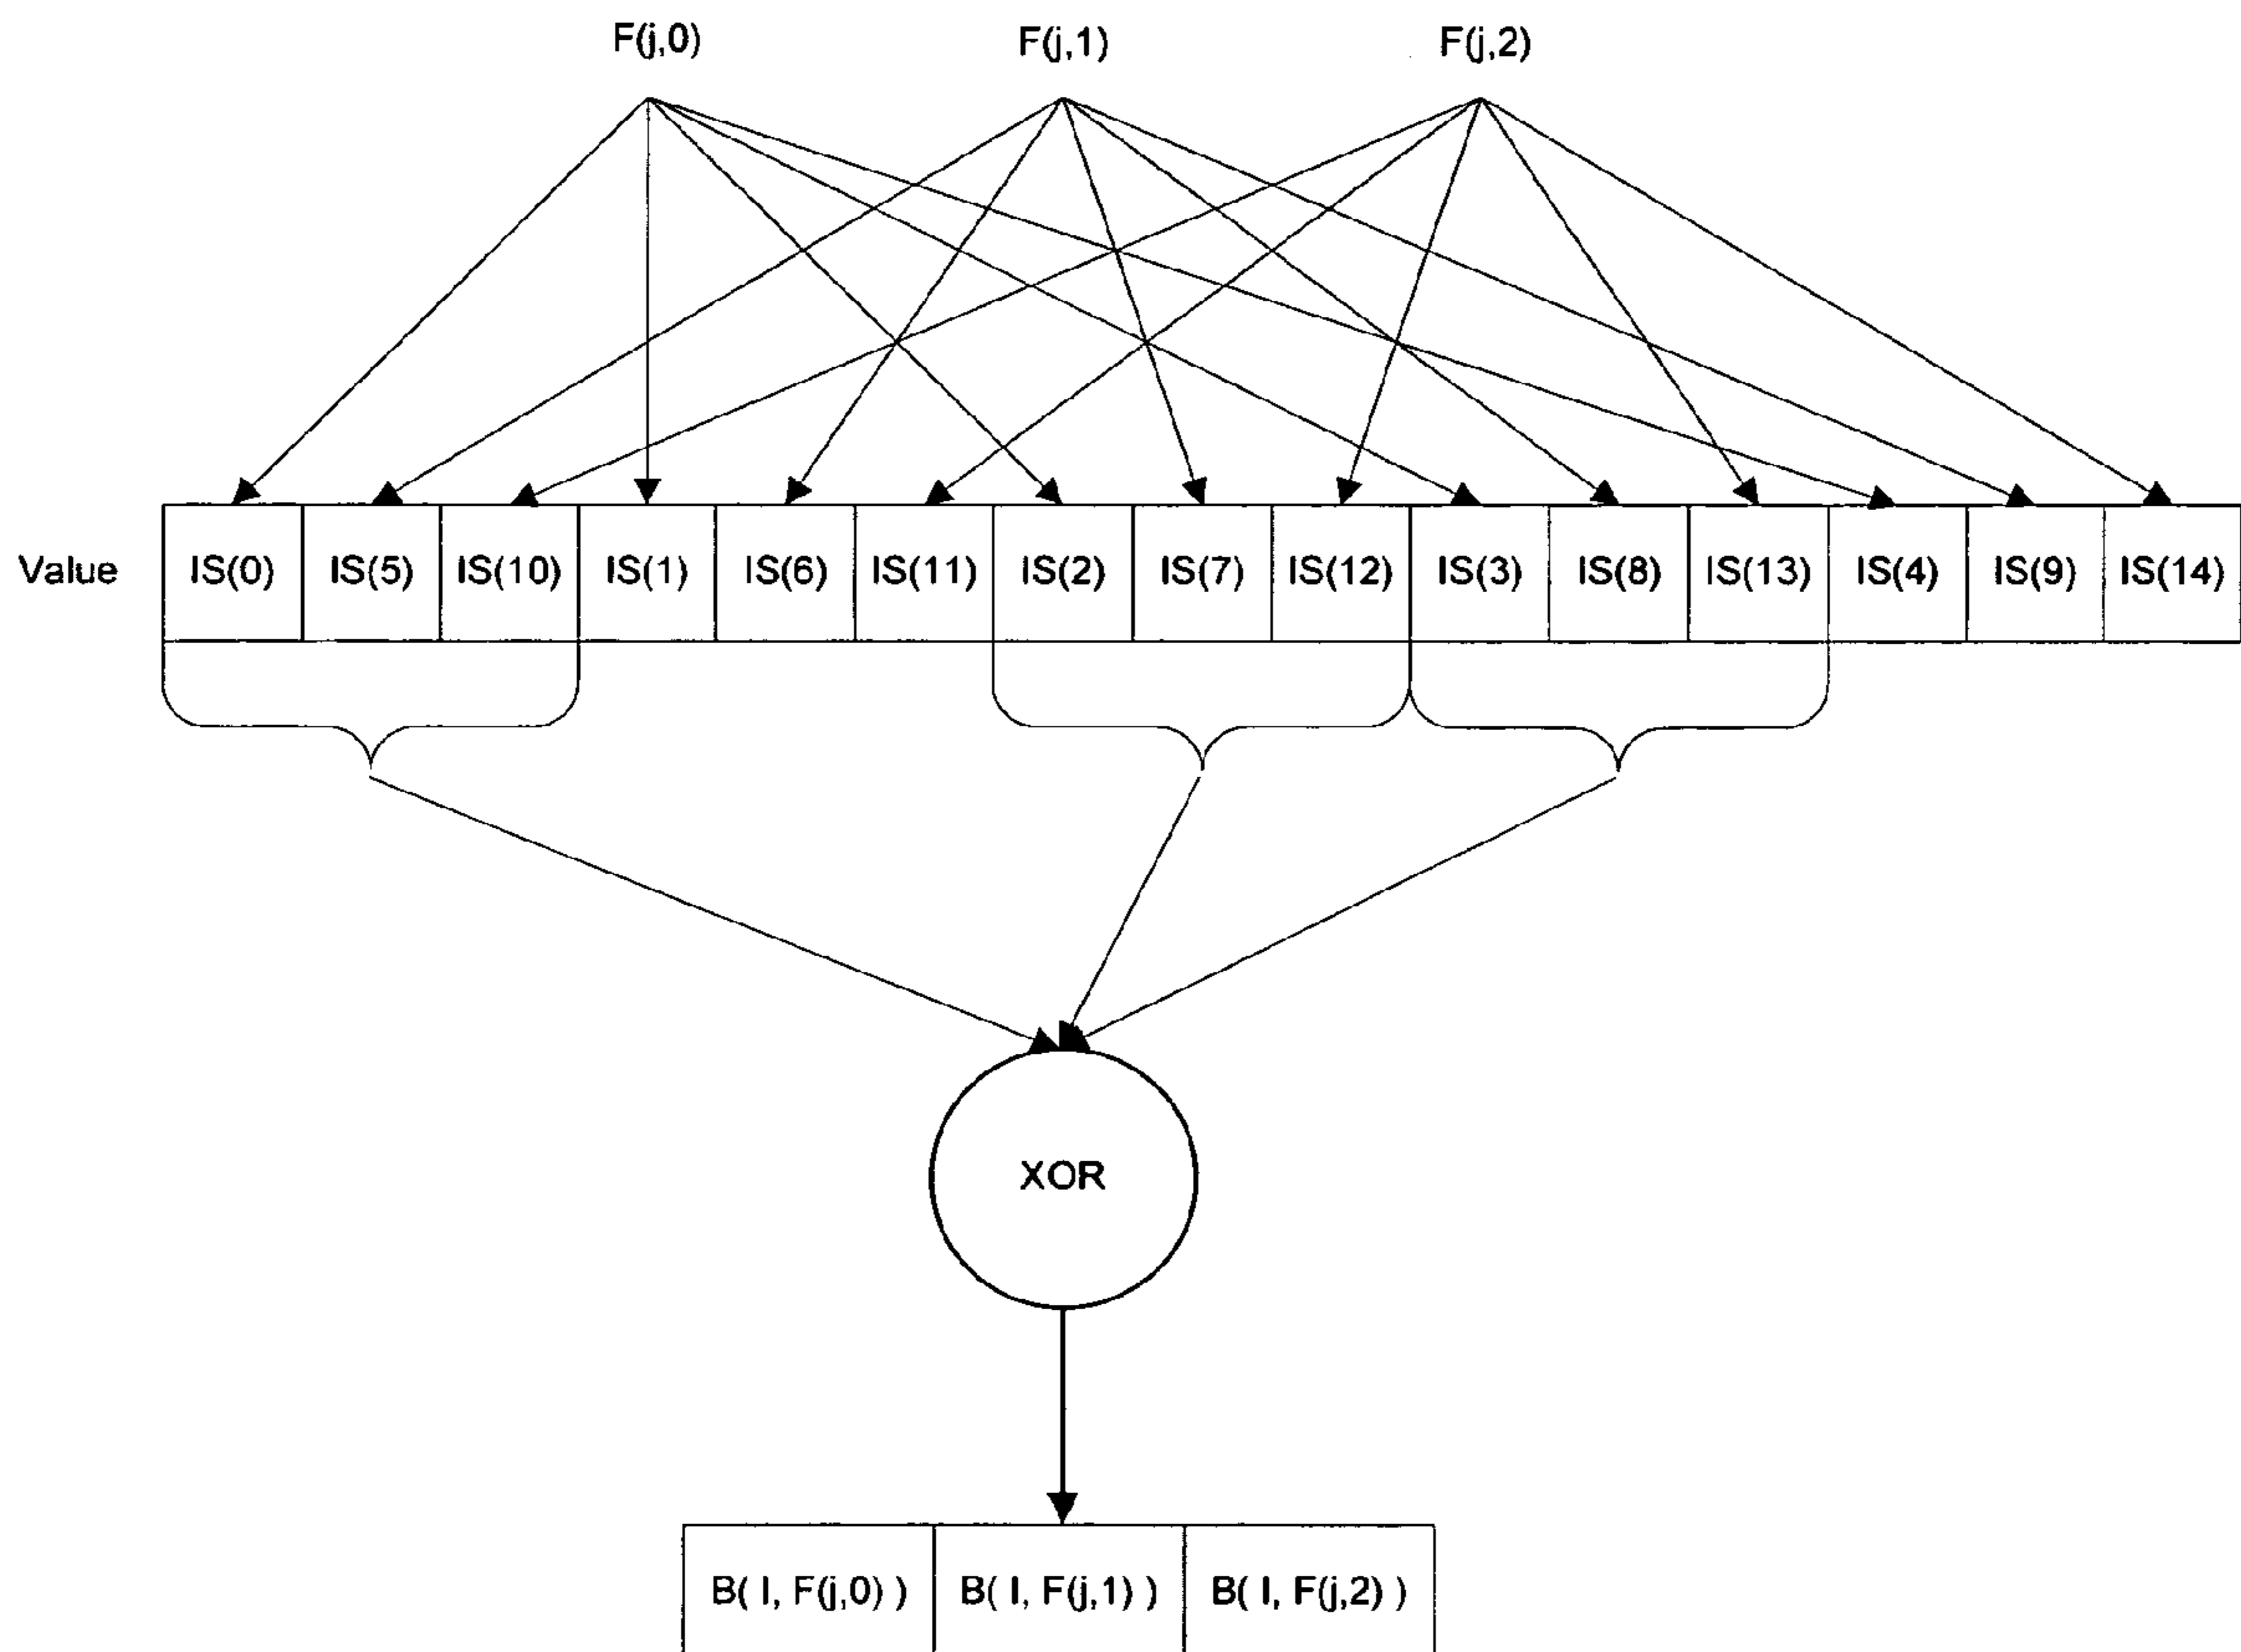 F(j,0) F(j,1) F(j,2)
Value IS(0) IS(5) IS(10) IS(1) IS(6) IS(11) IS(2) IS(7) IS(12) IS(3) IS(8) IS(13) IS(4) IS(9) IS(14)
XOR
B( I, F(j,0) ) B( I, F(j,1) ) B( I, F(j,2) )